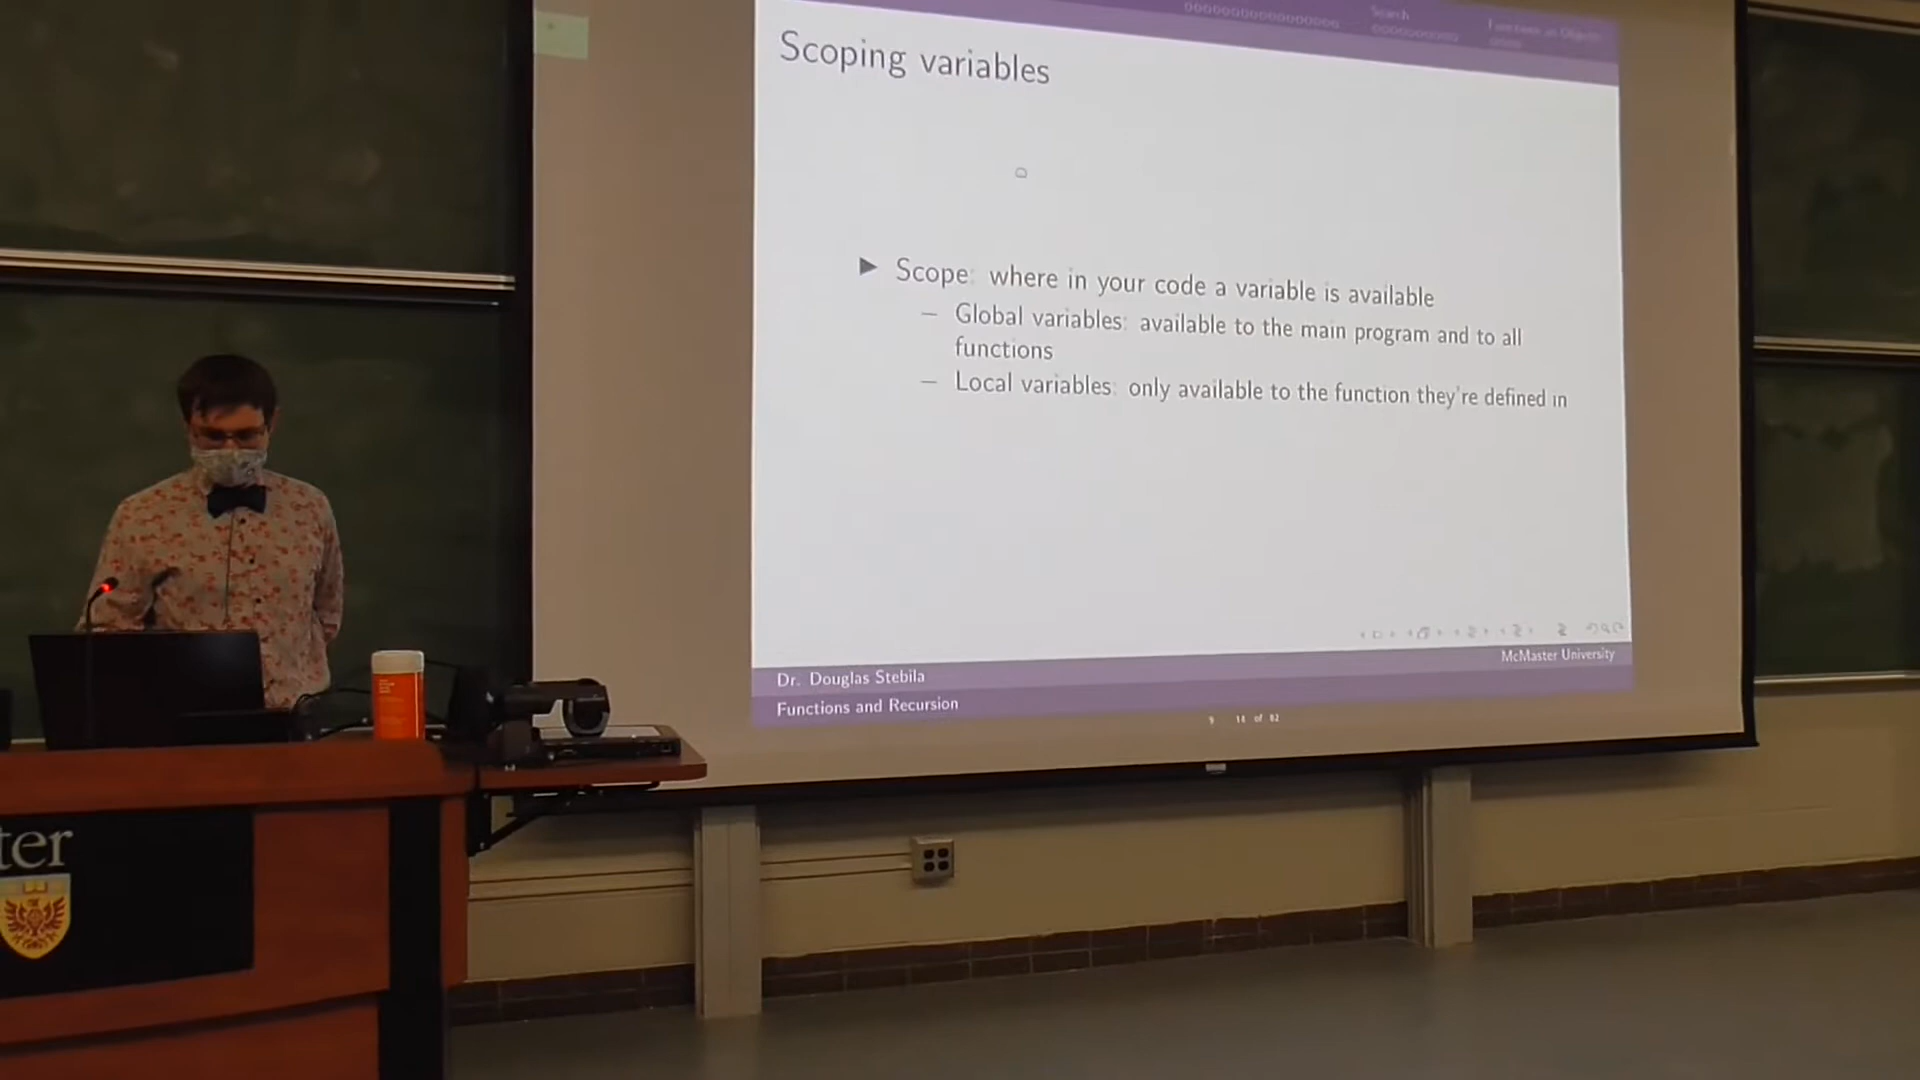 Search
Scoping variables
Scope: where in your code a variable is available
– Global variables: available to the main program and to all
functions
– Local variables: only available to the function they're defined in
McMaster University
Dr. Douglas Stebila
Functions and Recursion
ter